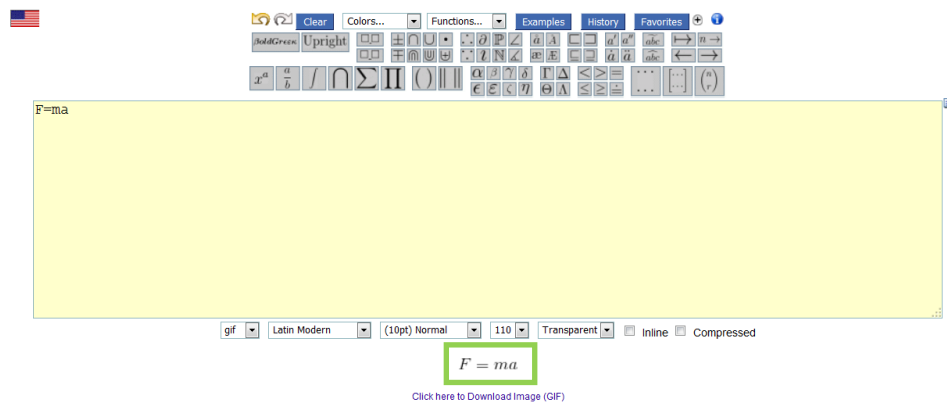 Clear Colors... Functions... Examples History Favorites
βoldGreεκ Upright
F=ma
gif Latin Modern (10pt) Normal 110 Transparent Inline Compressed
F = ma
Click here to Download Image (GIF)